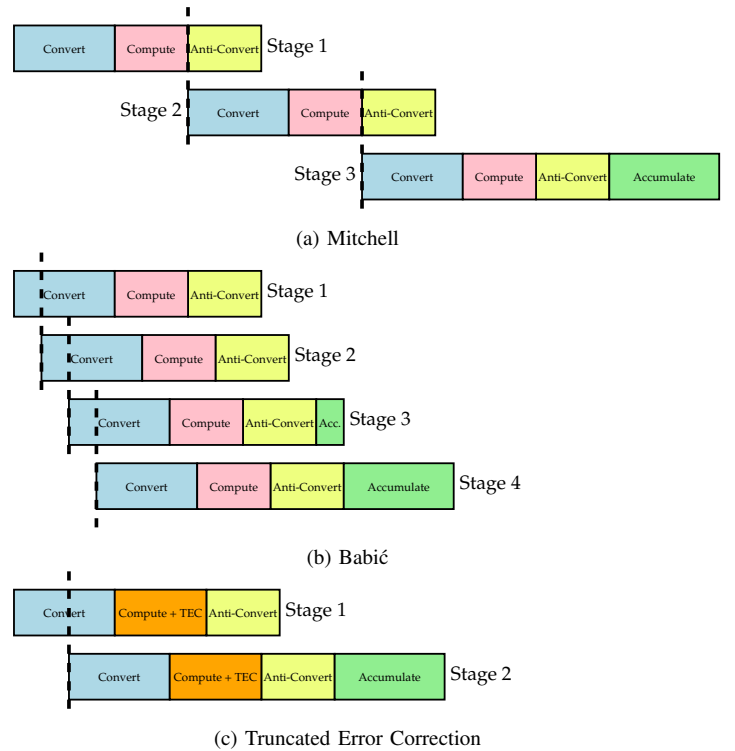 Convert Compute Anti-Convert Stage 1
Stage 2 Convert Compute Anti-Convert
Stage 3 Convert Compute Anti-Convert Accumulate
(a) Mitchell
Convert Compute Anti-Convert Stage 1
Convert Compute Anti-Convert Stage 2
Convert Compute Anti-Convert Acc. Stage 3
Convert Compute Anti-Convert Accumulate Stage 4
(b) Babić
Convert Compute + TEC Anti-Convert Stage 1
Convert Compute + TEC Anti-Convert Accumulate Stage 2
(c) Truncated Error Correction